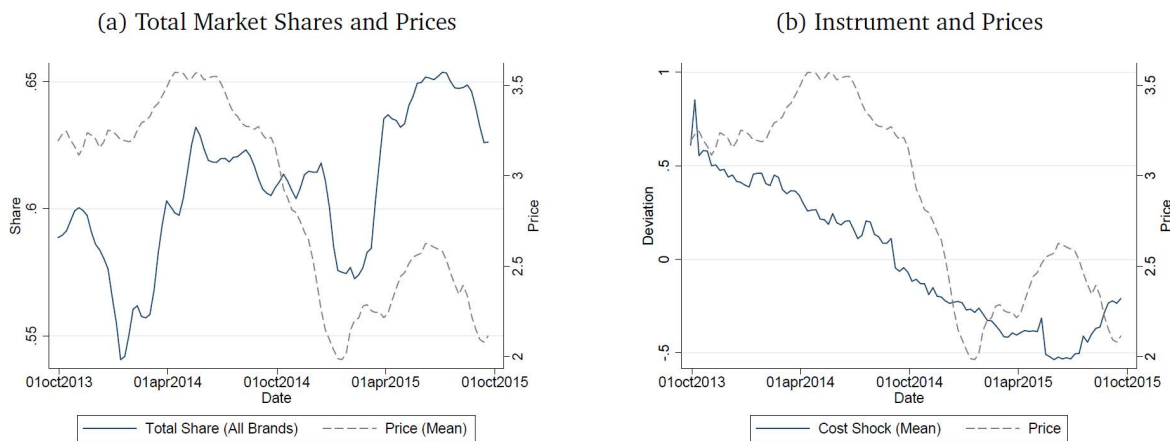 (a) Total Market Shares and Prices
.65
.6
.55
Share
3.5
3
2.5
2
Price
01oct2013 01apr2014 01oct2014 01apr2015 01oct2015
Date
Total Share (All Brands) Price (Mean)
(b) Instrument and Prices
1
.5
0
-.5
Deviation
3.5
3
2.5
2
Price
01oct2013 01apr2014 01oct2014 01apr2015 01oct2015
Date
Cost Shock (Mean) Price